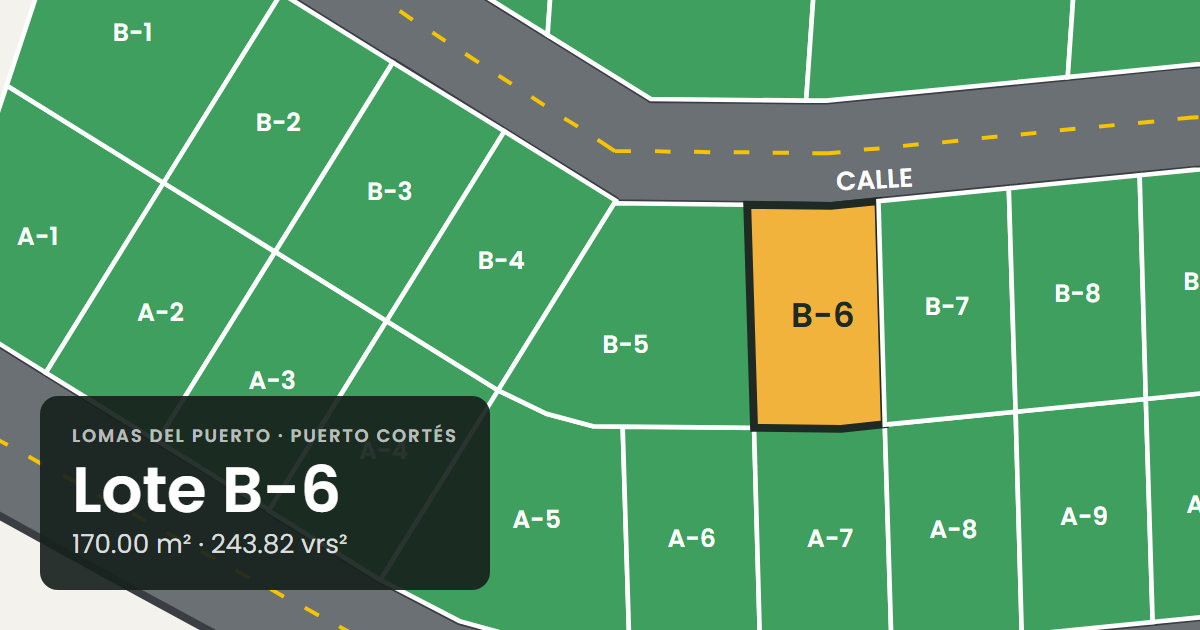 B-1
B-2
CALLE
B-3
A-1
B-4
B-8
B-7
A-2
B-6
B-5
A-3
LOMAS DEL PUERTO · PUERTO CORTÉS
A-4
Lote B-6
170.00 m² · 243.82 vrs²
A-5
A-6
A-7
A-8
A-9